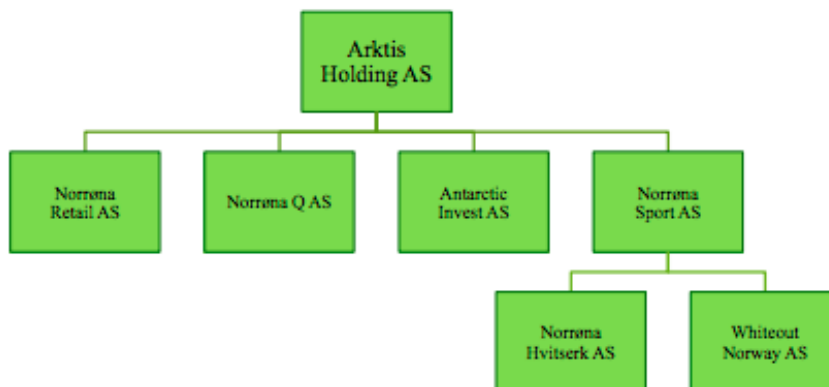 Arktis
Holding AS
Norrøna
Retail AS
Norrøna Q AS
Antarctic
Invest AS
Norrøna
Sport AS
Norrøna
Hvitserk AS
Whiteout
Norway AS